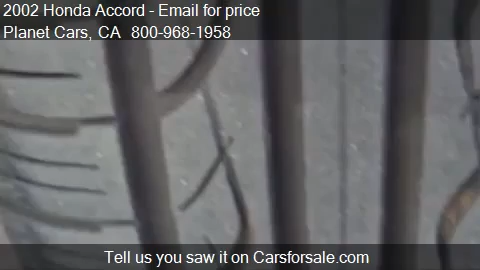 2002 Honda Accord - Email for price
Planet Cars, CA  800-968-1958
Tell us you saw it on Carsforsale.com